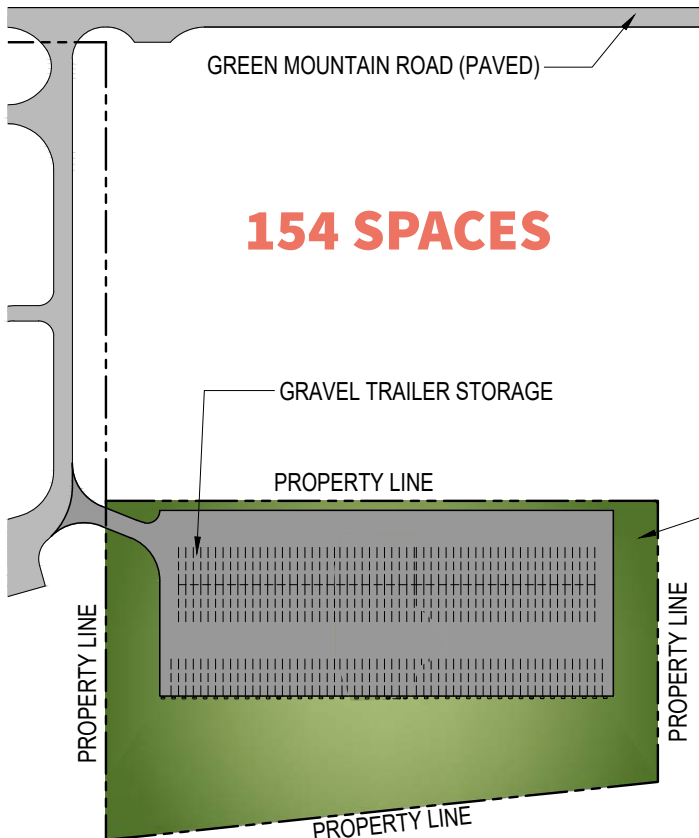 GREEN MOUNTAIN ROAD (PAVED)
154 SPACES
GRAVEL TRAILER STORAGE
PROPERTY LINE
PROPERTY LINE
PROPERTY LINE
PROPERTY LINE